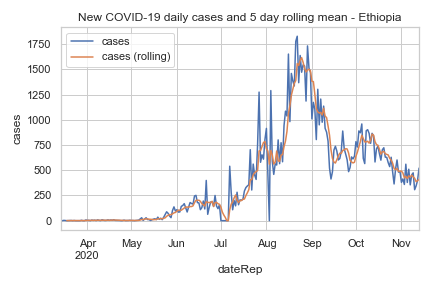 New COVID-19 daily cases and 5 day rolling mean - Ethiopia
cases
cases (rolling)
1750
1500
1250
1000
750
500
250
0
cases
Apr
2020
May
Jun
Jul
Aug
Sep
Oct
Nov
dateRep